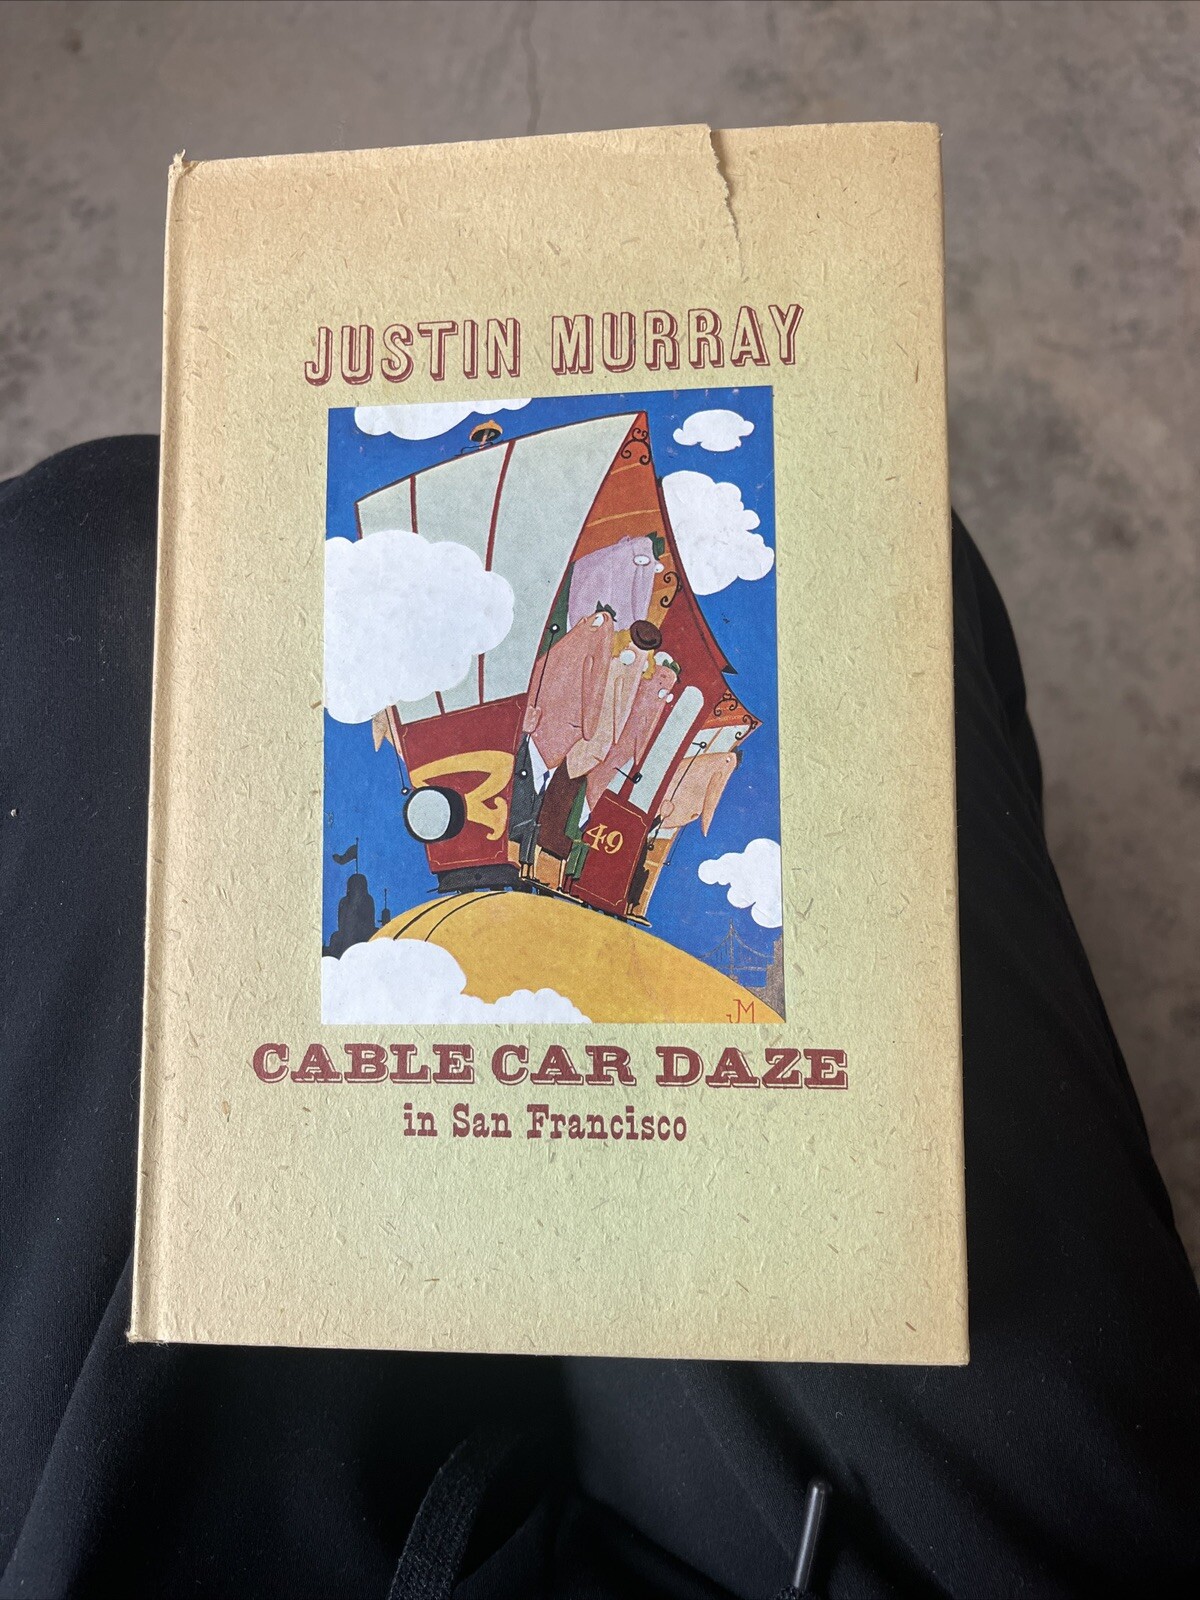 JUSTIN MURRAY
49
JM
CABLE CAR DAZE
in San Francisco